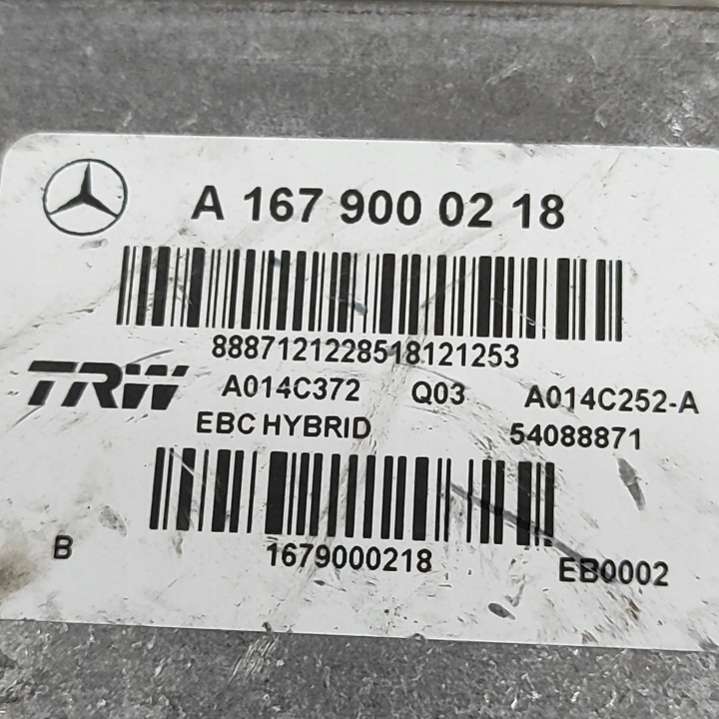 A 167 900 02 18
8887121228518121253
TRW A014C372 Q03 A014C252-A
EBC HYBRID 54088871
B 1679000218 EB0002